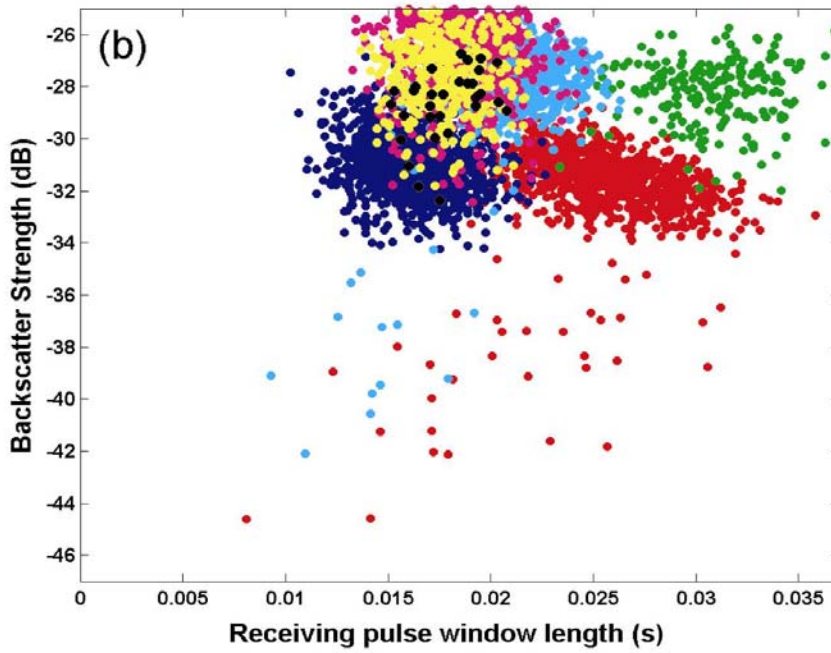 (b)
Backscatter Strength (dB)
-26
-28
-30
-32
-34
-36
-38
-40
-42
-44
-46
0 0.005 0.01 0.015 0.02 0.025 0.03 0.035
Receiving pulse window length (s)